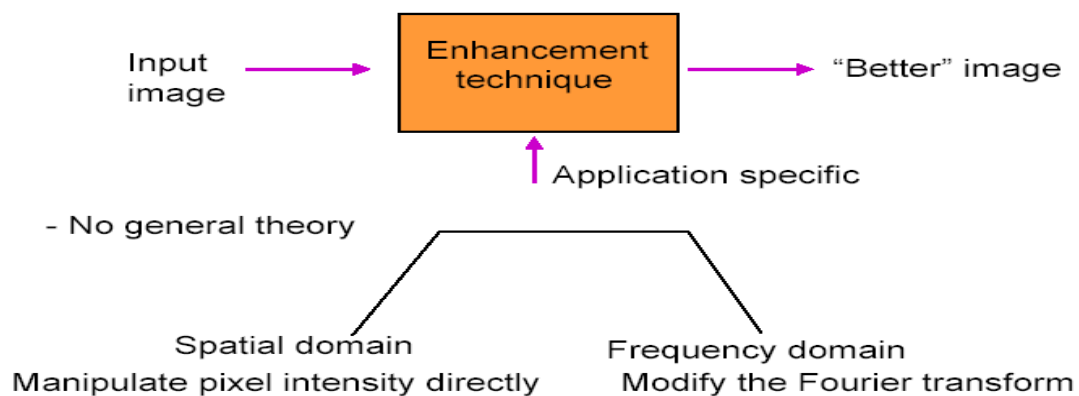 Input
image
Enhancement
technique
“Better” image
Application specific
- No general theory
Spatial domain
Manipulate pixel intensity directly
Frequency domain
Modify the Fourier transform